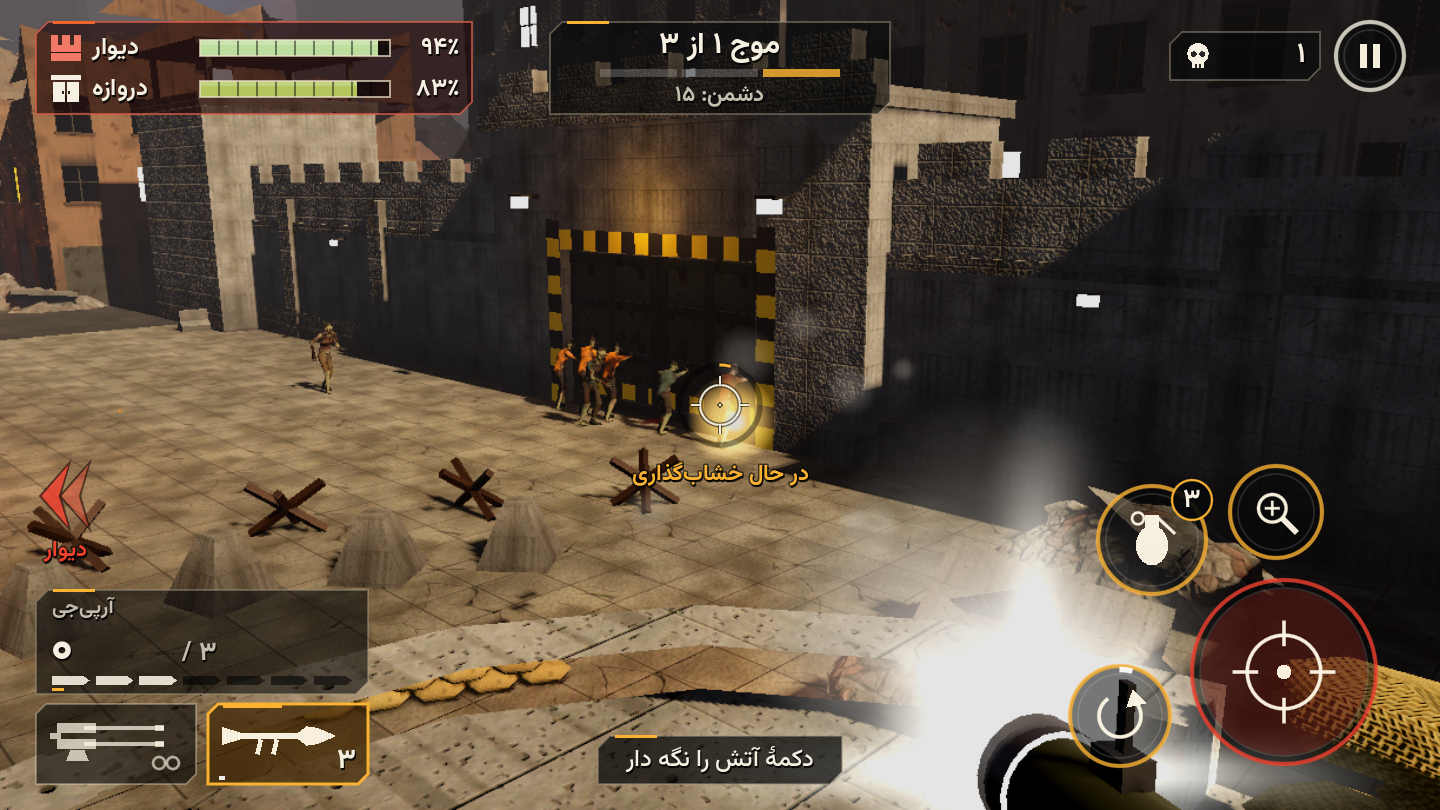 دیوار ۹۴٪
دروازه ۸۳٪
موج ۱ از ۳
دشمن: ۱۵
۱
در حال خشاب‌گذاری
۳
دیوار
آرپی‌جی
۰ / ۳
∞
۳
دکمهٔ آتش را نگه دار